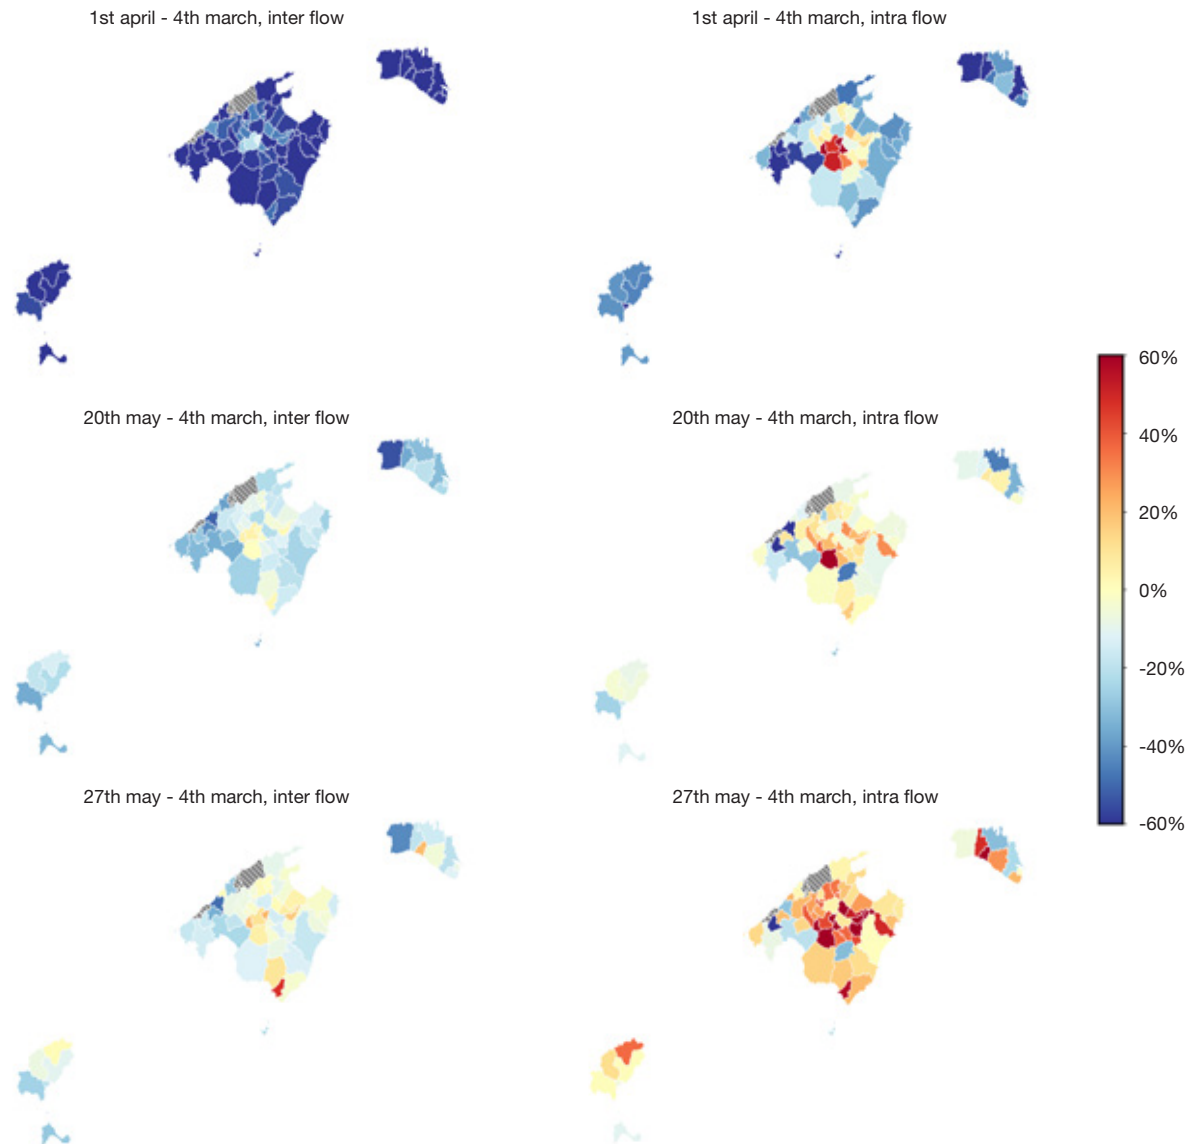 1st april - 4th march, inter flow
1st april - 4th march, intra flow
20th may - 4th march, inter flow
20th may - 4th march, intra flow
27th may - 4th march, inter flow
27th may - 4th march, intra flow
60%
40%
20%
0%
-20%
-40%
-60%